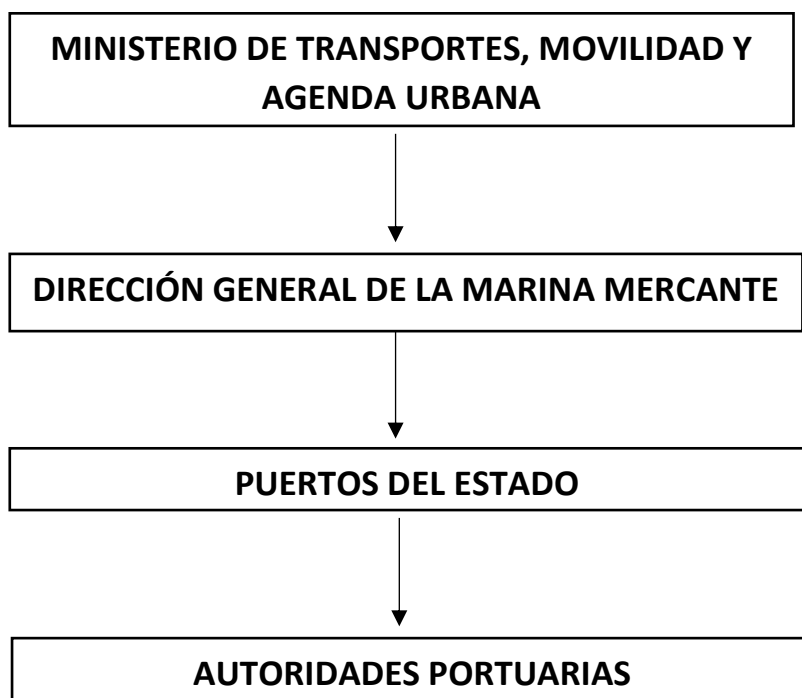 MINISTERIO DE TRANSPORTES, MOVILIDAD Y
AGENDA URBANA
DIRECCIÓN GENERAL DE LA MARINA MERCANTE
PUERTOS DEL ESTADO
AUTORIDADES PORTUARIAS